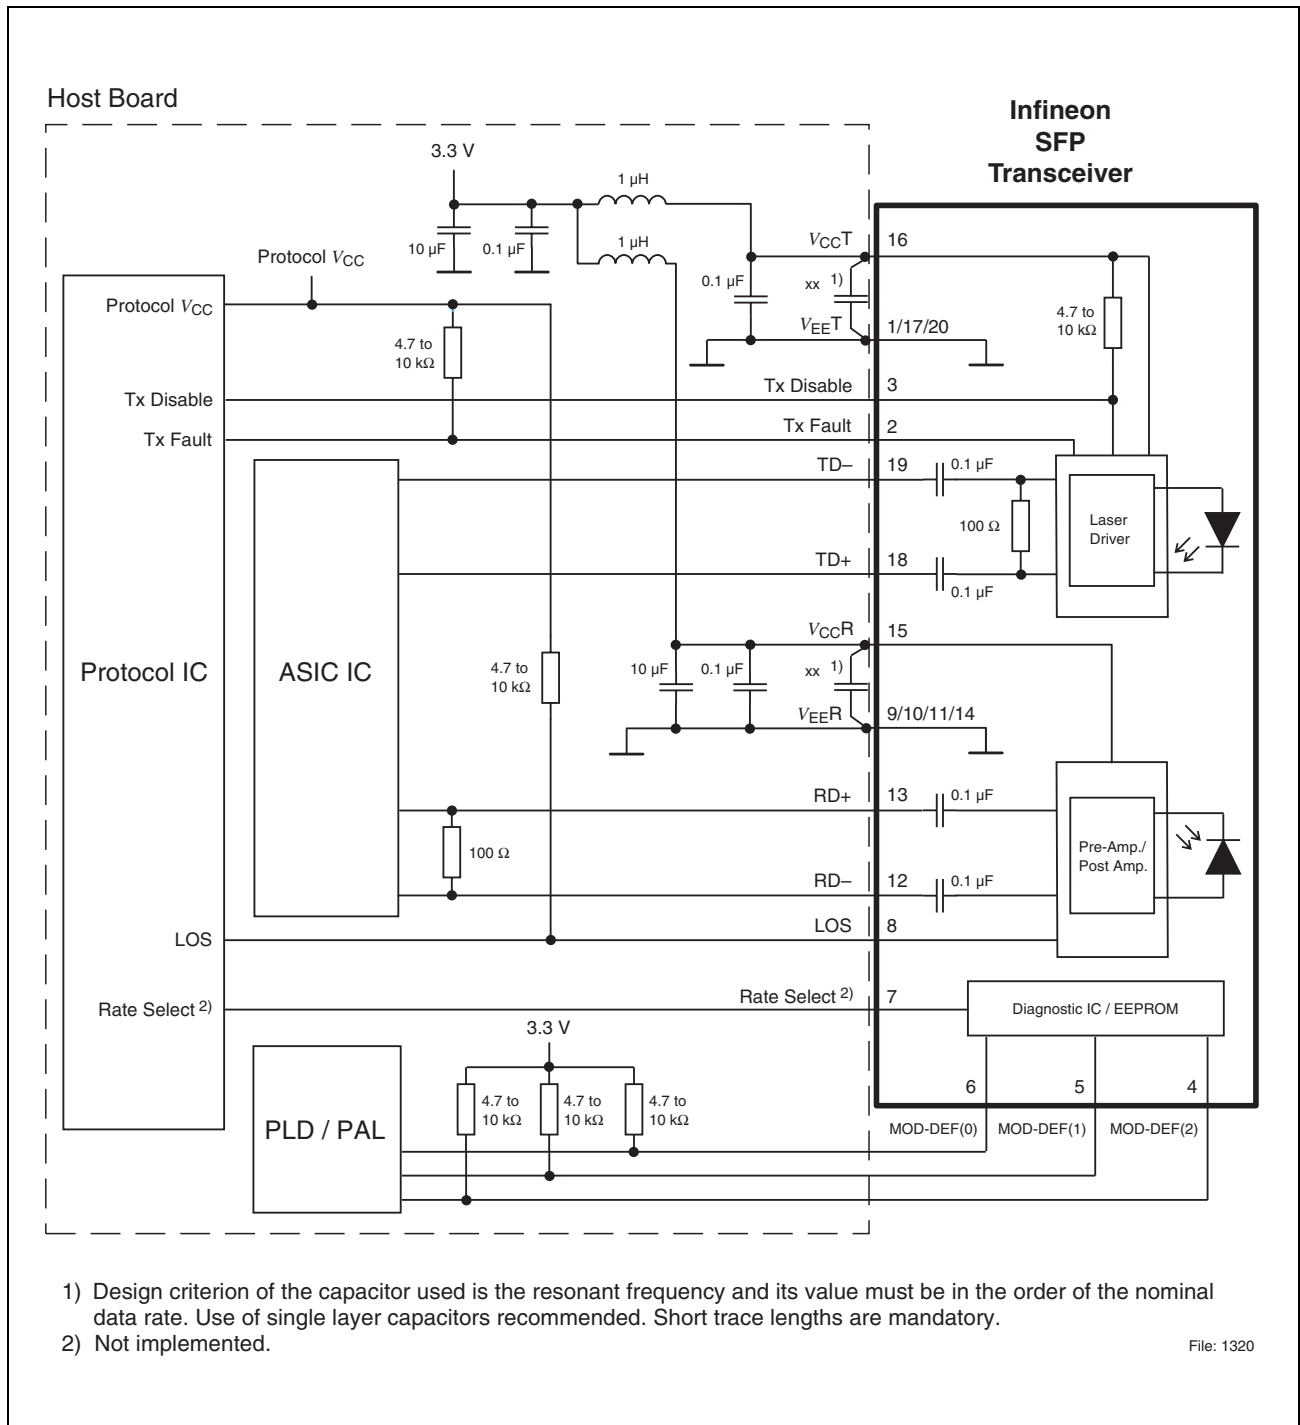 Host Board
Infineon
SFP
Transceiver
3.3 V
1 µH
10 µF
0.1 µF
1 µH
Protocol VCC
VCCT
16
0.1 µF
xx 1)
Protocol VCC
4.7 to
10 kΩ
4.7 to
10 kΩ
VEET
1/17/20
Tx Disable
Tx Disable
3
Tx Fault
Tx Fault
2
TD–
19
0.1 µF
100 Ω
Laser
Driver
TD+
18
0.1 µF
VCCR
15
Protocol IC
ASIC IC
4.7 to
10 kΩ
10 µF
0.1 µF
xx 1)
VEER
9/10/11/14
RD+
13
0.1 µF
100 Ω
Pre-Amp./
Post Amp.
RD–
12
0.1 µF
LOS
LOS
8
Rate Select 2)
Rate Select 2)
7
Diagnostic IC / EEPROM
3.3 V
PLD / PAL
4.7 to
10 kΩ
4.7 to
10 kΩ
4.7 to
10 kΩ
6
5
4
MOD-DEF(0)
MOD-DEF(1)
MOD-DEF(2)
1) Design criterion of the capacitor used is the resonant frequency and its value must be in the order of the nominal
data rate. Use of single layer capacitors recommended. Short trace lengths are mandatory.
2) Not implemented.
File: 1320